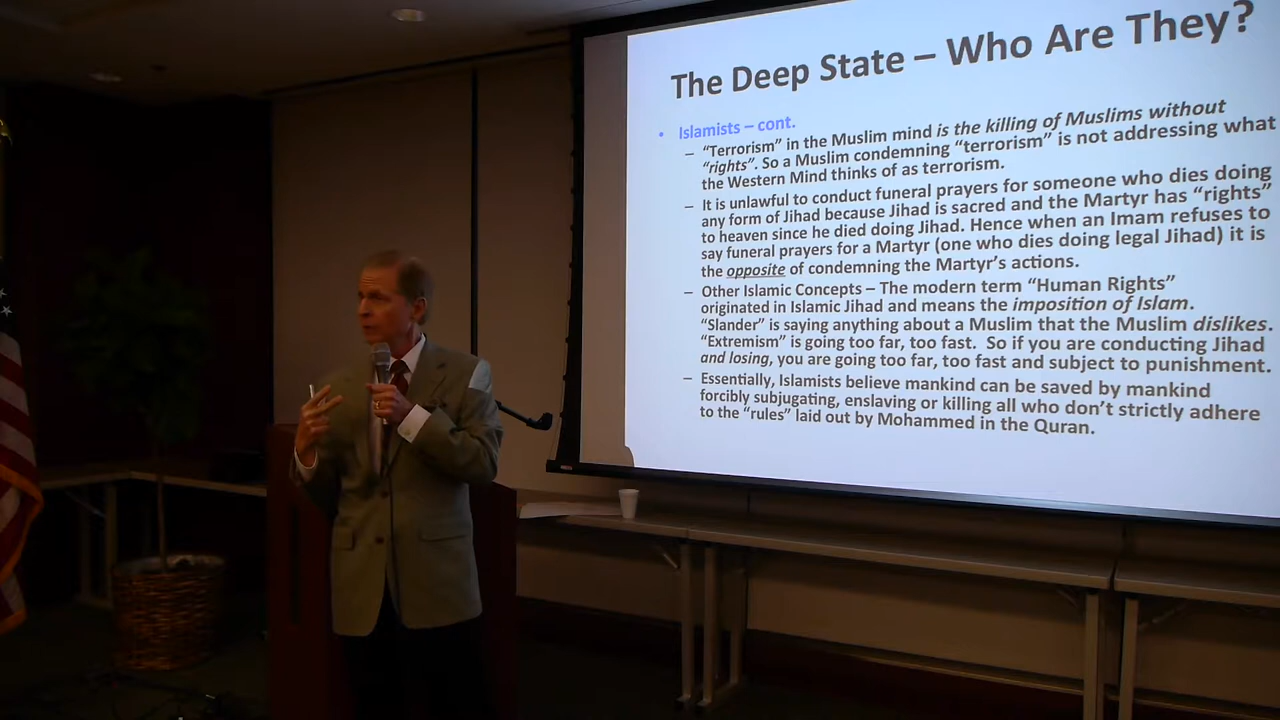 The Deep State – Who Are They?
• Islamists – cont.
– “Terrorism” in the Muslim mind is the killing of Muslims without
“rights”. So a Muslim condemning “terrorism” is not addressing what
the Western Mind thinks of as terrorism.
– It is unlawful to conduct funeral prayers for someone who dies doing
any form of Jihad because Jihad is sacred and the Martyr has “rights”
to heaven since he died doing Jihad. Hence when an Imam refuses to
say funeral prayers for a Martyr (one who dies doing legal Jihad) it is
the opposite of condemning the Martyr’s actions.
– Other Islamic Concepts – The modern term “Human Rights”
originated in Islamic Jihad and means the imposition of Islam.
“Slander” is saying anything about a Muslim that the Muslim dislikes.
“Extremism” is going too far, too fast. So if you are conducting Jihad
and losing, you are going too far, too fast and subject to punishment.
– Essentially, Islamists believe mankind can be saved by mankind
forcibly subjugating, enslaving or killing all who don’t strictly adhere
to the “rules” laid out by Mohammed in the Quran.